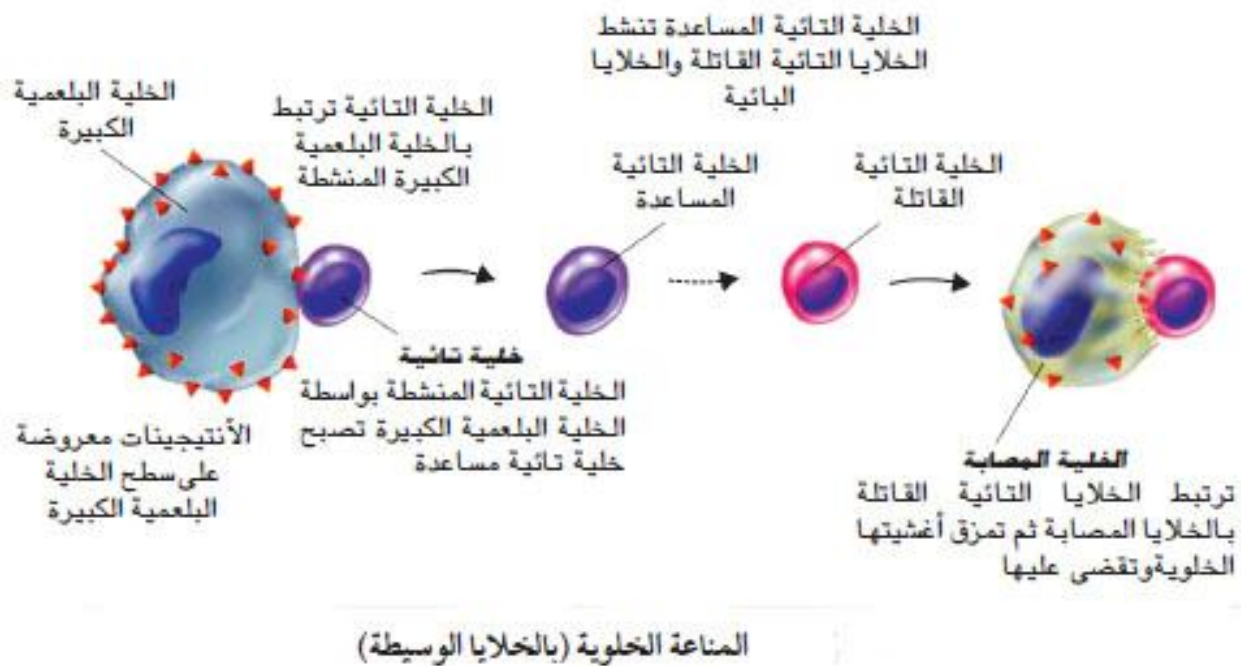 الخلية التائية المساعدة تنشط
الخلايا التائية القاتلة والخلايا
البائية
الخلية البلعمية
الكبيرة
الخلية التائية ترتبط
بالخلية البلعمية
الكبيرة المنشطة
الخلية التائية
المساعدة
الخلية التائية
القاتلة
خلية تائية
الخلية التائية المنشطة بواسطة
الخلية البلعمية الكبيرة تصبح
خلية تائية مساعدة
الأنتيجينات معروضة
على سطح الخلية
البلعمية الكبيرة
الخلية المصابة
ترتبط الخلايا التائية القاتلة
بالخلايا المصابة ثم تمزق أغشيتها
الخلوية وتقضى عليها
المناعة الخلوية (بالخلايا الوسيطة)